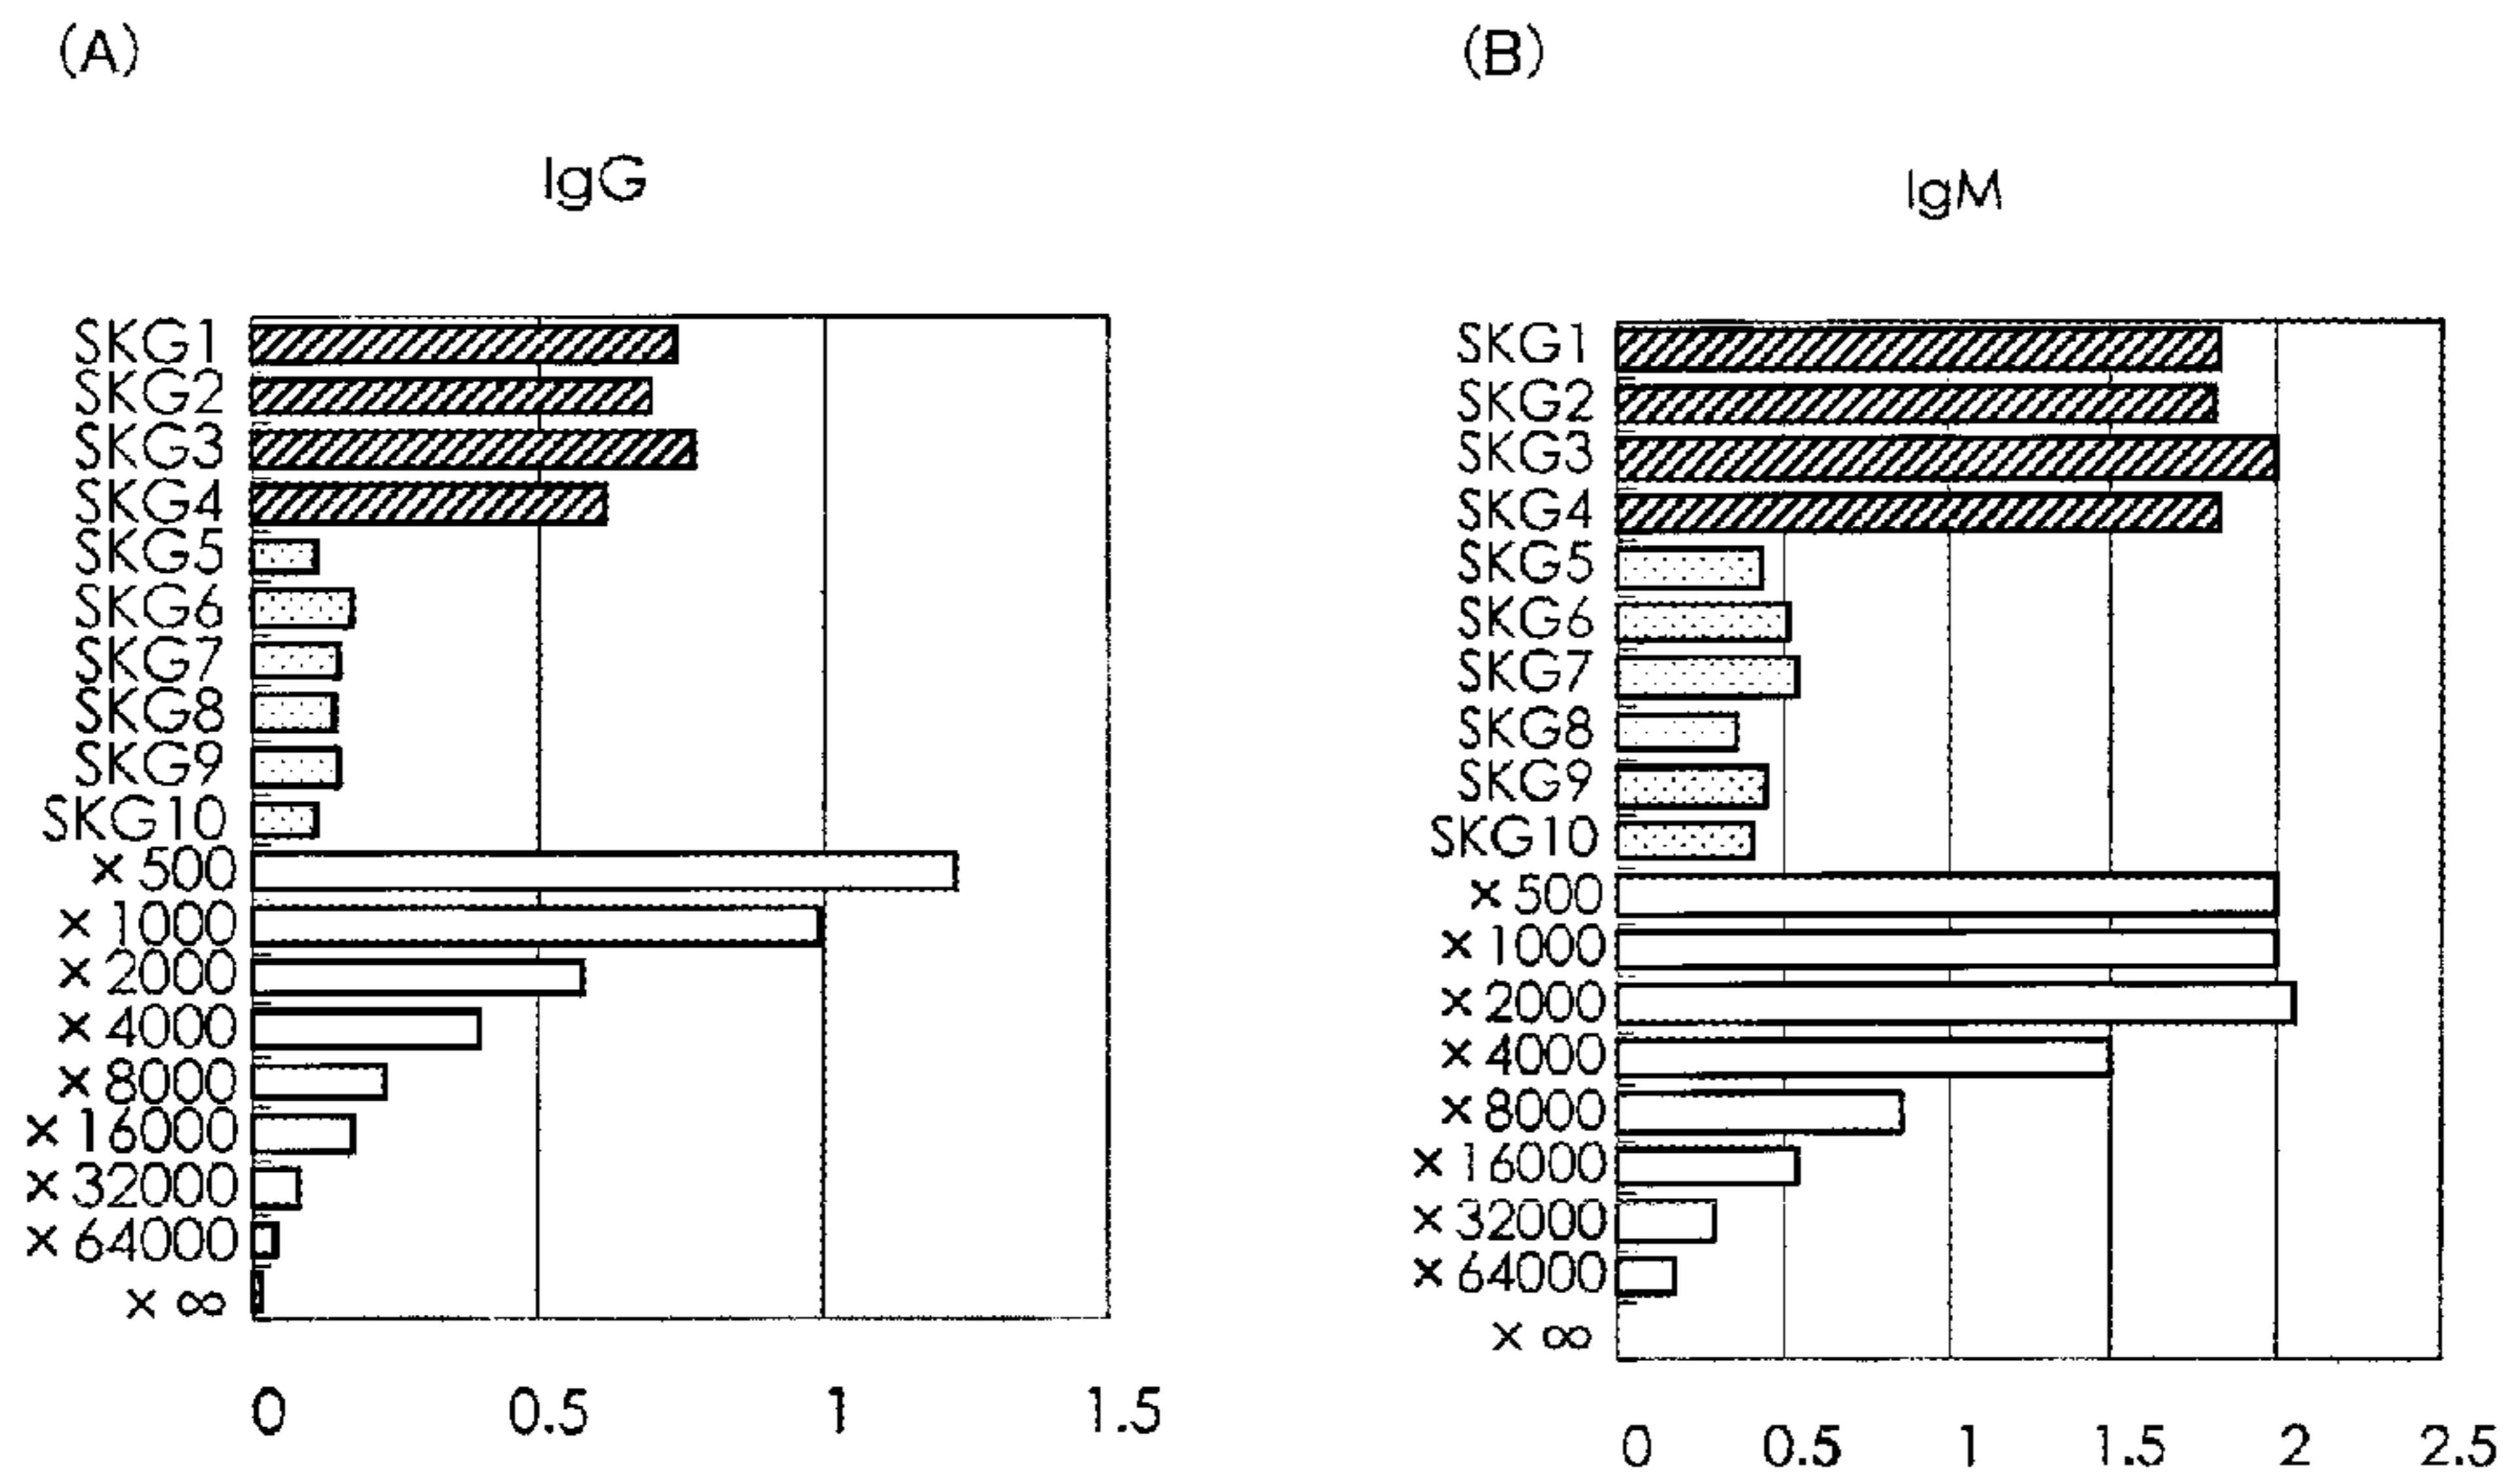 (A)
IgG
SKG1
SKG2
SKG3
SKG4
SKG5
SKG6
SKG7
SKG8
SKG9
SKG10
× 500
× 1000
× 2000
× 4000
× 8000
× 16000
× 32000
× 64000
× ∞
0 0.5 1 1.5
(B)
IgM
SKG1
SKG2
SKG3
SKG4
SKG5
SKG6
SKG7
SKG8
SKG9
SKG10
× 500
× 1000
× 2000
× 4000
× 8000
× 16000
× 32000
× 64000
× ∞
0 0.5 1 1.5 2 2.5